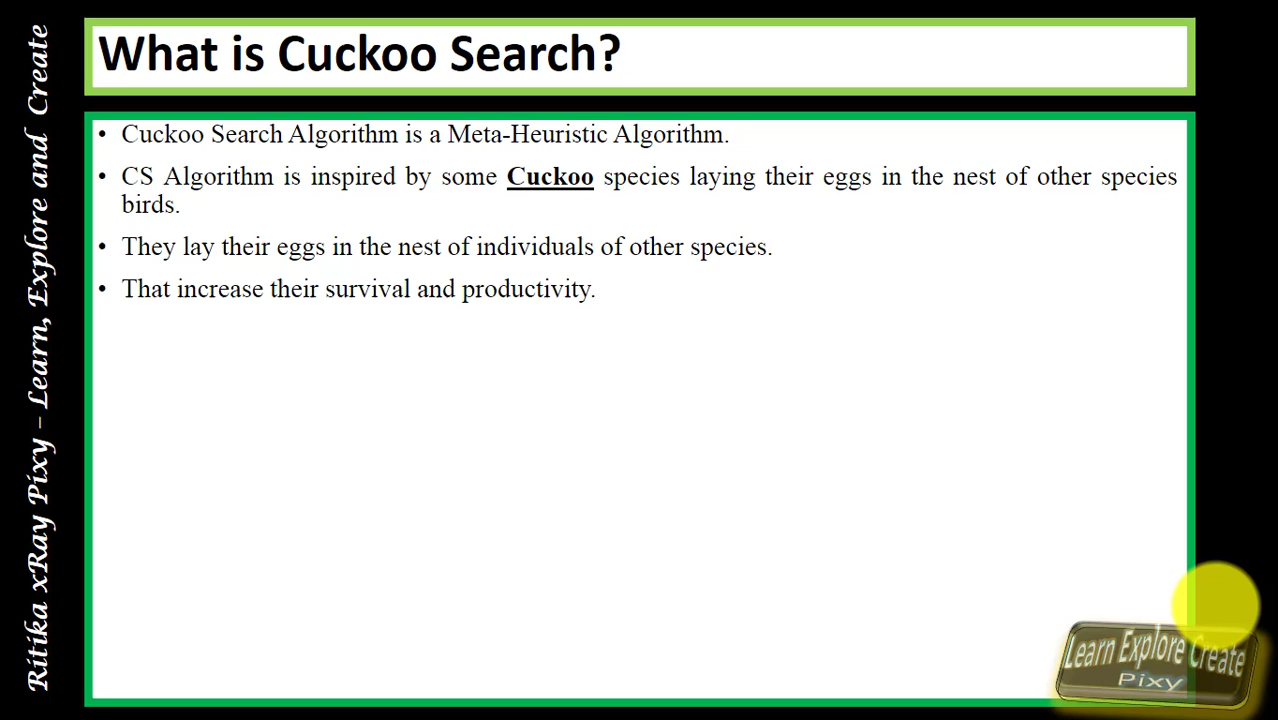 What is Cuckoo Search?
• Cuckoo Search Algorithm is a Meta-Heuristic Algorithm.
• CS Algorithm is inspired by some Cuckoo species laying their eggs in the nest of other species
birds.
• They lay their eggs in the nest of individuals of other species.
• That increase their survival and productivity.
Ritika xRay Pixy – Learn, Explore and Create
Learn Explore Create
Pixy